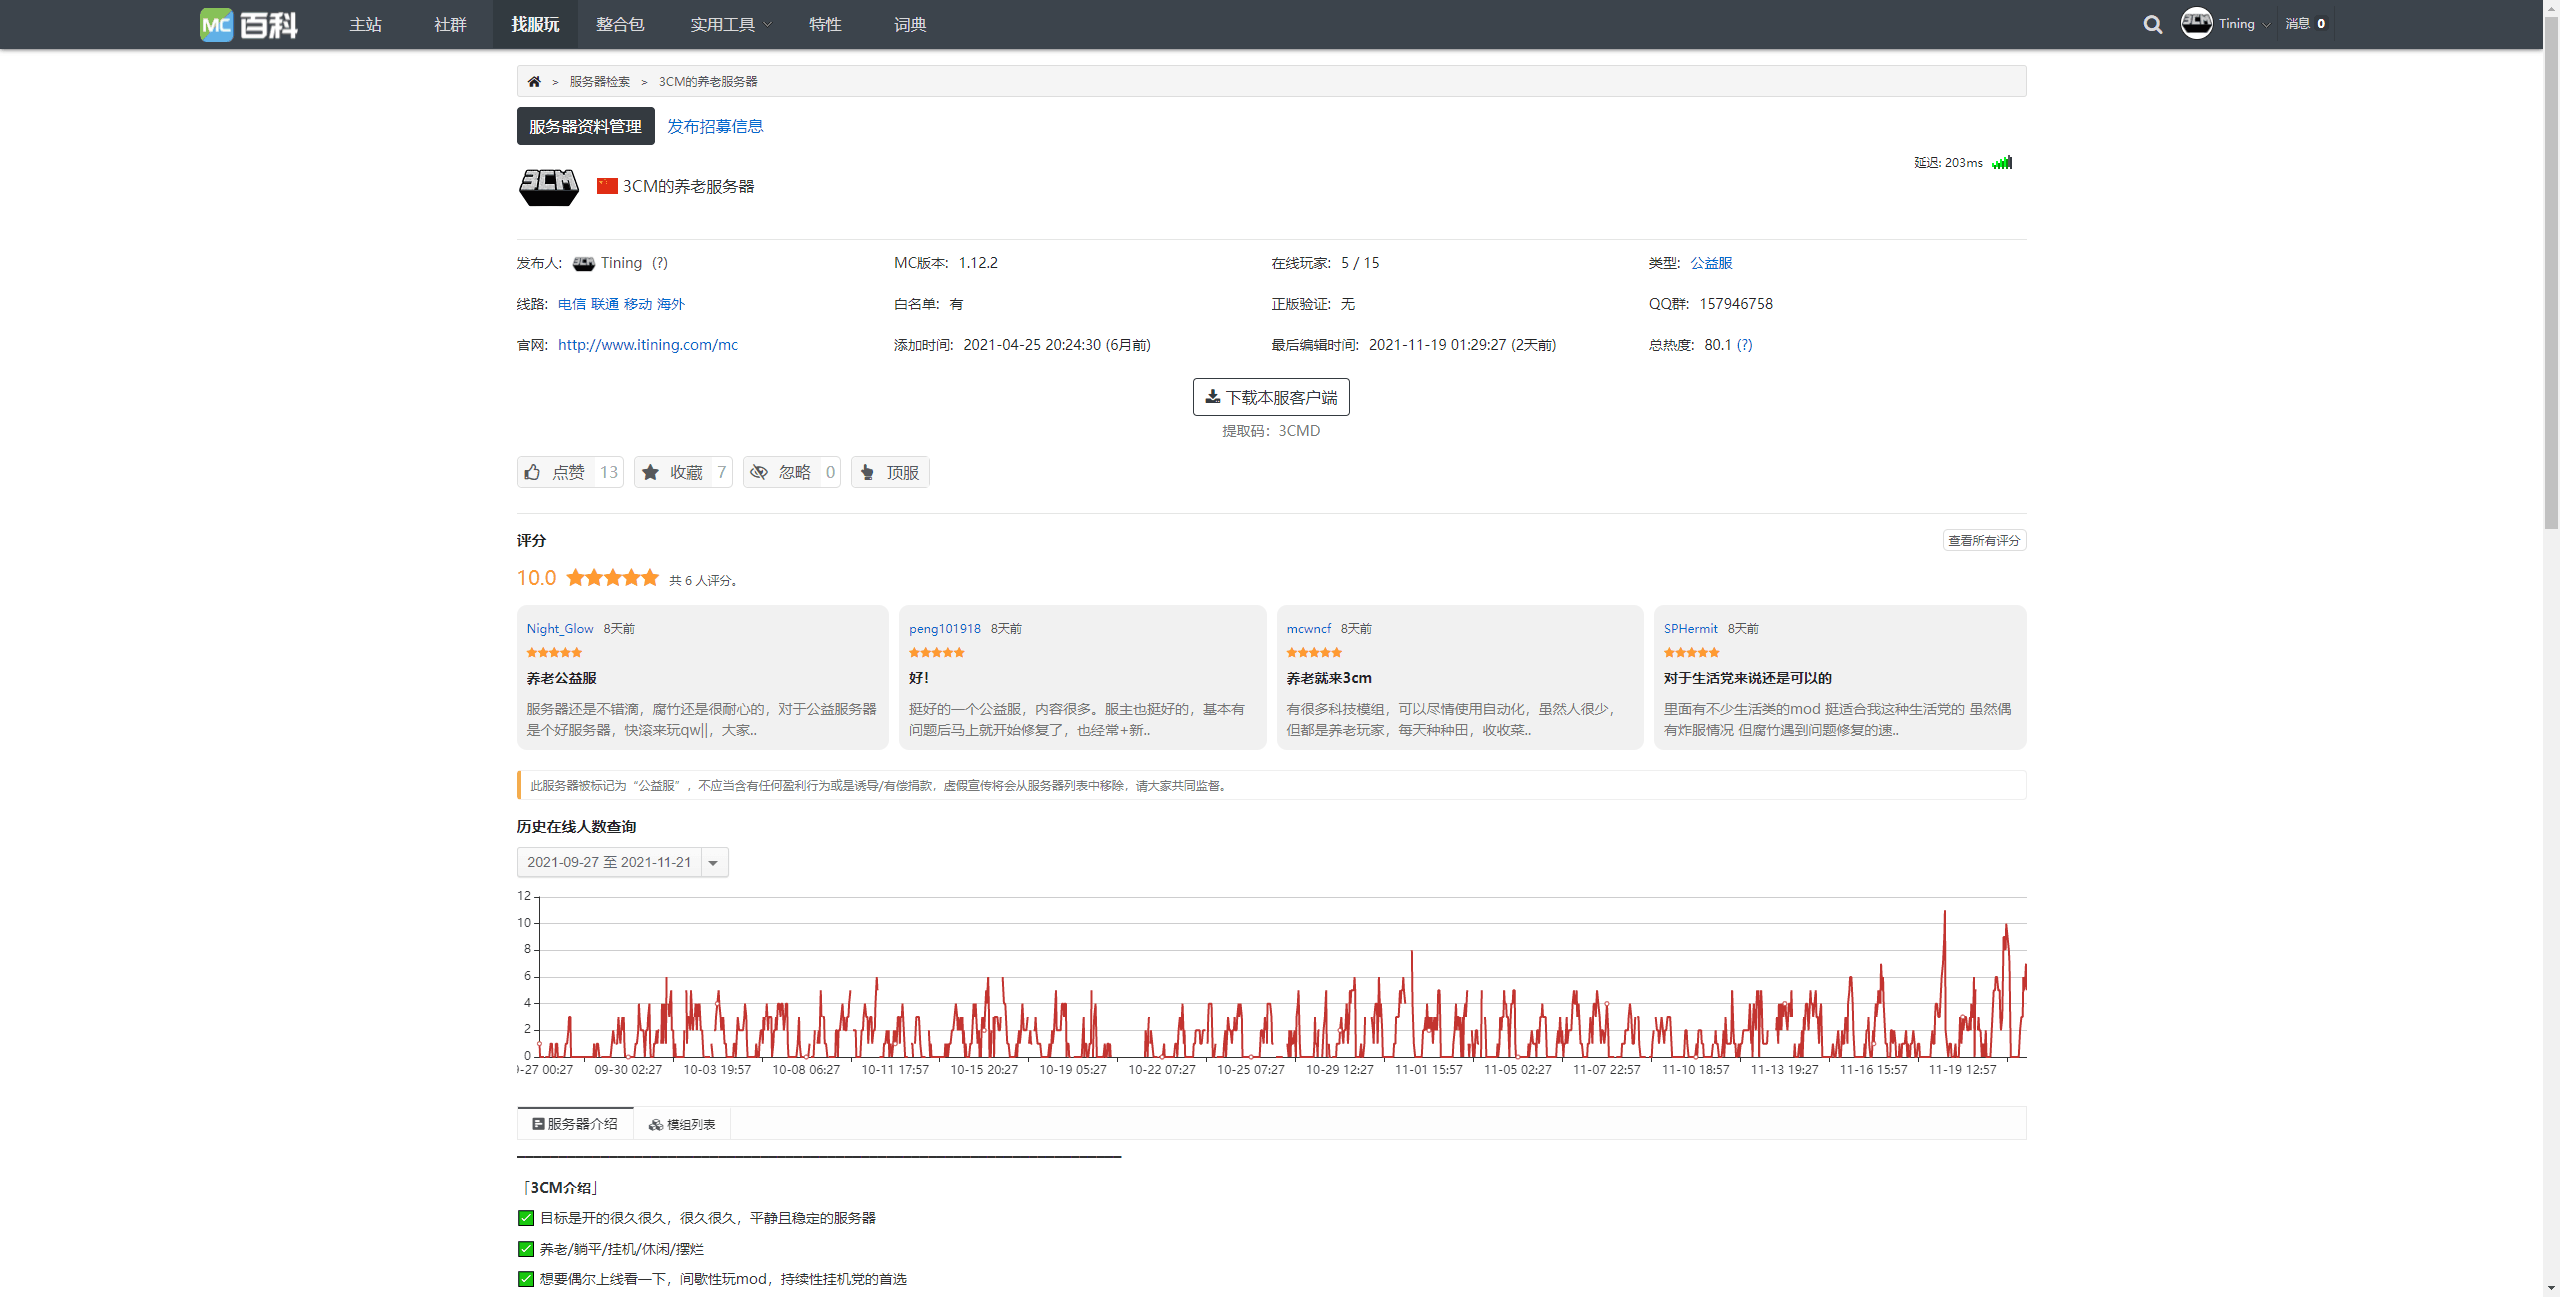 MC 百科 主站 社群 找服玩 整合包 实用工具 特性 词典 Tining 消息 0
> 服务器检索 > 3CM的养老服务器
服务器资料管理 发布招募信息
延迟: 203ms
3CM 3CM的养老服务器
发布人: Tining (?) MC版本: 1.12.2 在线玩家: 5 / 15 类型: 公益服
线路: 电信 联通 移动 海外 白名单: 有 正版验证: 无 QQ群: 157946758
官网: http://www.itining.com/mc 添加时间: 2021-04-25 20:24:30 (6月前) 最后编辑时间: 2021-11-19 01:29:27 (2天前) 总热度: 80.1 (?)
下载本服客户端
提取码：3CMD
点赞 13 收藏 7 忽略 0 顶服
评分 查看所有评分
10.0 共 6 人评分。
Night_Glow 8天前
养老公益服
服务器还是不错滴，腐竹还是很耐心的，对于公益服务器
是个好服务器，快滚来玩qw||，大家..
peng101918 8天前
好！
挺好的一个公益服，内容很多。服主也挺好的，基本有
问题后马上就开始修复了，也经常+新..
mcwncf 8天前
养老就来3cm
有很多科技模组，可以尽情使用自动化，虽然人很少，
但都是养老玩家，每天种种田，收收菜..
SPHermit 8天前
对于生活党来说还是可以的
里面有不少生活类的mod 挺适合我这种生活党的 虽然偶
有炸服情况 但腐竹遇到问题修复的速..
此服务器被标记为“公益服”，不应当含有任何盈利行为或是诱导/有偿捐款，虚假宣传将会从服务器列表中移除，请大家共同监督。
历史在线人数查询
2021-09-27 至 2021-11-21
12
10
8
6
4
2
0
-27 00:27 09-30 02:27 10-03 19:57 10-08 06:27 10-11 17:57 10-15 20:27 10-19 05:27 10-22 07:27 10-25 07:27 10-29 12:27 11-01 15:57 11-05 02:27 11-07 22:57 11-10 18:57 11-13 19:27 11-16 15:57 11-19 12:57
服务器介绍 模组列表
「3CM介绍」
✅ 目标是开的很久很久，很久很久，平静且稳定的服务器
✅ 养老/躺平/挂机/休闲/摆烂
✅ 想要偶尔上线看一下，间歇性玩mod，持续性挂机党的首选